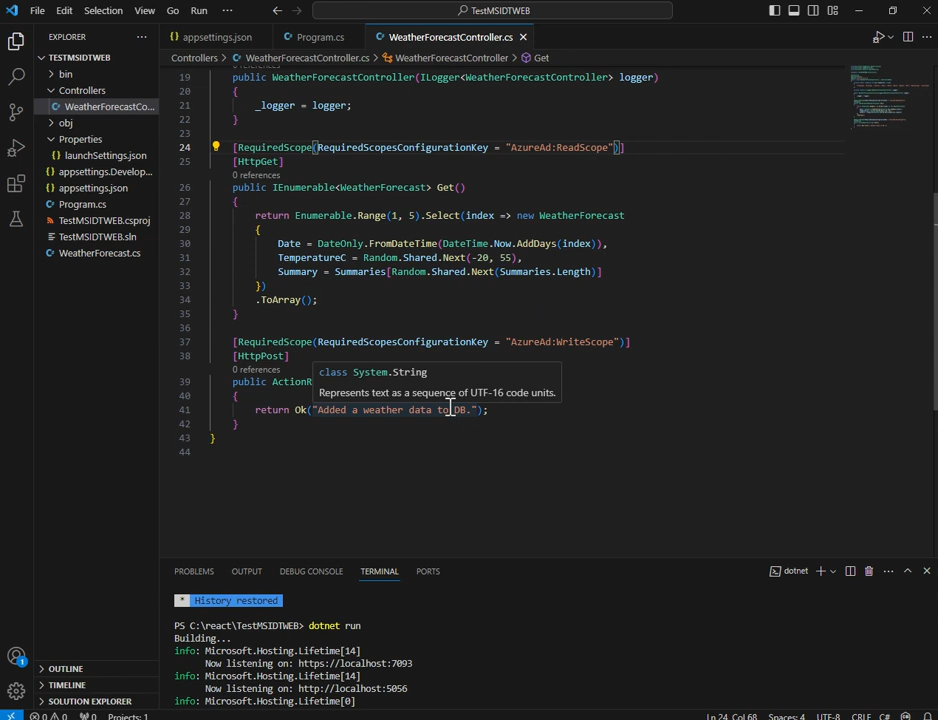 File Edit Selection View Go Run ··· TestMSIDTWEB
EXPLORER ···
TESTMSIDTWEB
bin
Controllers
WeatherForecastCo...
obj
Properties
launchSettings.json
appsettings.Develop...
appsettings.json
Program.cs
TestMSIDTWEB.csproj
TestMSIDTWEB.sln
WeatherForecast.cs
OUTLINE
TIMELINE
SOLUTION EXPLORER
appsettings.json Program.cs WeatherForecastController.cs
Controllers > WeatherForecastController.cs > WeatherForecastController > Get
19 public WeatherForecastController(ILogger<WeatherForecastController> logger)
20 {
21 _logger = logger;
22 }
23
24 [RequiredScope(RequiredScopesConfigurationKey = "AzureAd:ReadScope")]
25 [HttpGet]
0 references
26 public IEnumerable<WeatherForecast> Get()
27 {
28 return Enumerable.Range(1, 5).Select(index => new WeatherForecast
29 {
30 Date = DateOnly.FromDateTime(DateTime.Now.AddDays(index)),
31 TemperatureC = Random.Shared.Next(-20, 55),
32 Summary = Summaries[Random.Shared.Next(Summaries.Length)]
33 })
34 .ToArray();
35 }
36
37 [RequiredScope(RequiredScopesConfigurationKey = "AzureAd:WriteScope")]
38 [HttpPost]
0 references
class System.String
Represents text as a sequence of UTF-16 code units.
39 public ActionR
40 {
41 return Ok("Added a weather data to DB.");
42 }
43 }
44
PROBLEMS OUTPUT DEBUG CONSOLE TERMINAL PORTS dotnet
* History restored
PS C:\react\TestMSIDTWEB> dotnet run
Building...
info: Microsoft.Hosting.Lifetime[14]
Now listening on: https://localhost:7093
info: Microsoft.Hosting.Lifetime[14]
Now listening on: http://localhost:5056
info: Microsoft.Hosting.Lifetime[0]
1
0 0 0 Projects: 1 Ln 24, Col 68 Spaces: 4 UTF-8 CRLF C#